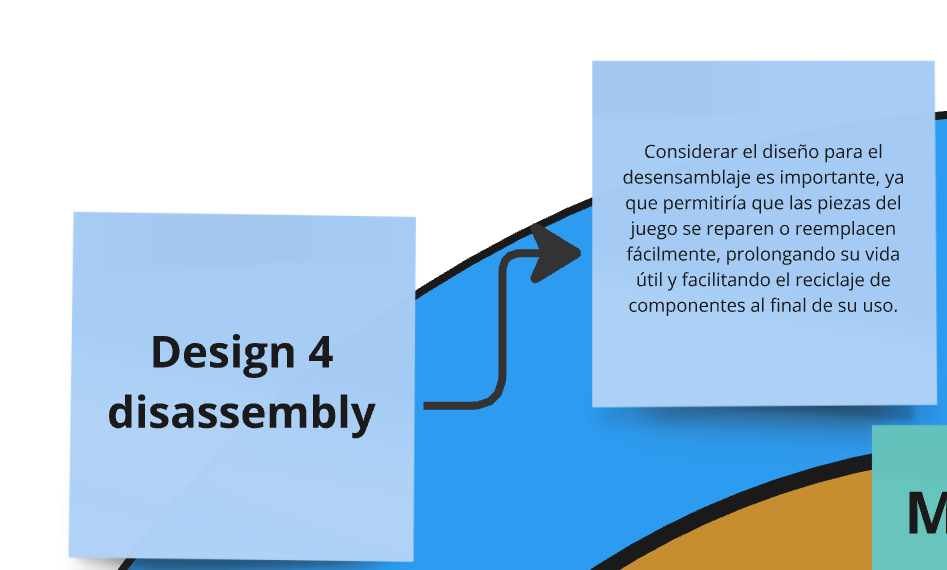 Design 4
disassembly
Considerar el diseño para el
desensamblaje es importante, ya
que permitiría que las piezas del
juego se reparen o reemplacen
fácilmente, prolongando su vida
útil y facilitando el reciclaje de
componentes al final de su uso.